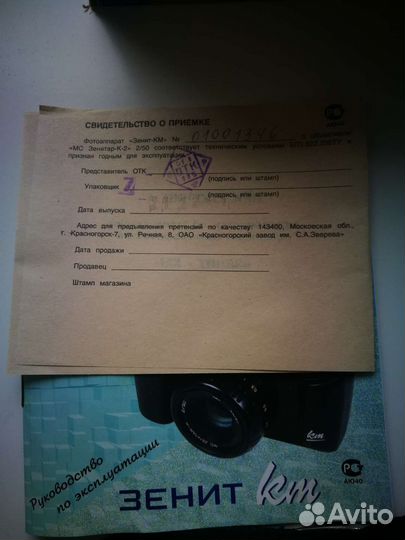 СВИДЕТЕЛЬСТВО О ПРИЕМКЕ
Фотоаппарат «Зенит-КМ» № 01001346 с объективом
«МС Зенитар-К-2» 2/50 соответствует техническим условиям
признан годным для эксплуатации
Представитель ОТК
(подпись или штамп)
Упаковщик
(подпись или штамп)
Дата выпуска
Адрес для предъявления претензий по качеству: 143400, Московская обл.,
г. Красногорск-7, ул. Речная, 8, ОАО «Красногорский завод им. С.А.Зверева»
Дата продажи
Продавец
Штамп магазина
km
Руководство
по эксплуатации
ЗЕНИТ km
АЮ40
Avito